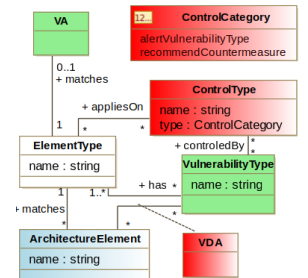 VA
12...
ControlCategory
alertVulnerabilityType
recommendCountermeasure
0..1
+ matches
+ appliesOn
ControlType
name : string
type : ControlCategory
1
*
*
ElementType
name : string
*
+ controledBy
*
VulnerabilityType
name : string
1
1..*
+ has
*
+ matches
*
*
*
ArchitectureElement
name : string
VDA